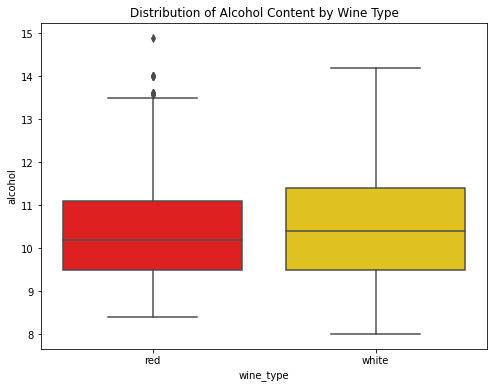 Distribution of Alcohol Content by Wine Type
15
14
13
12
11
10
9
8
alcohol
red
white
wine_type